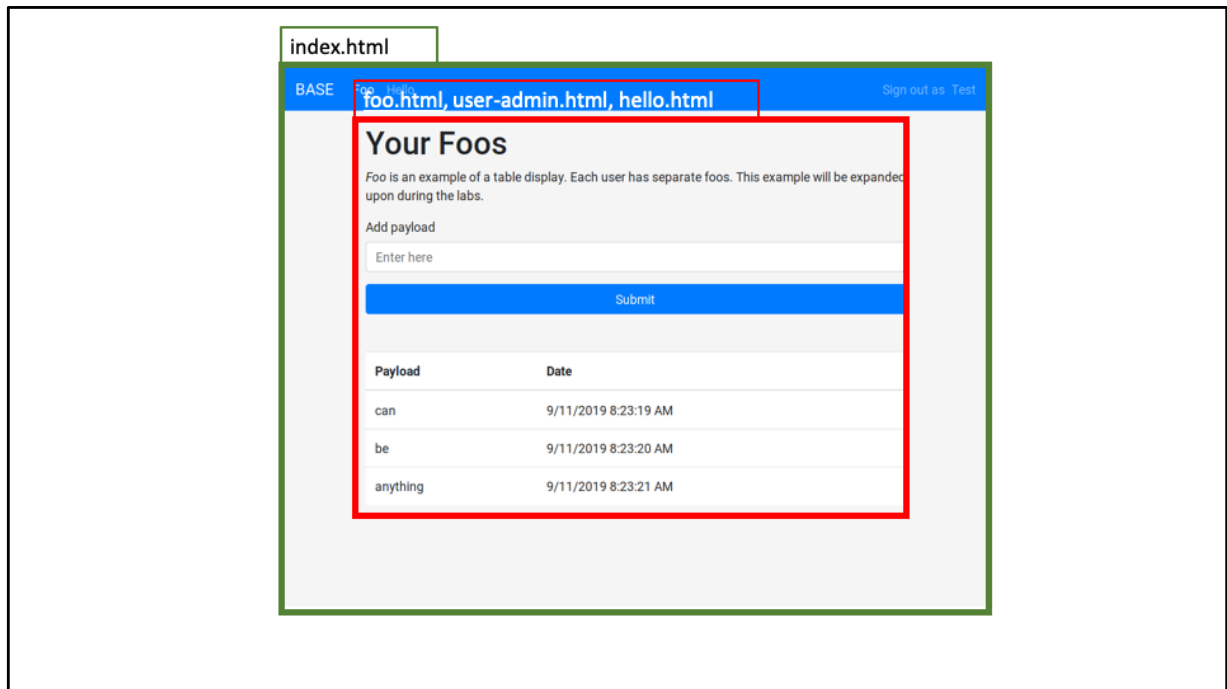 index.html
BASE Foo Hello Sign out as Test
foo.html, user-admin.html, hello.html
Your Foos
Foo is an example of a table display. Each user has separate foos. This example will be expanded
upon during the labs.
Add payload
Enter here
Submit
Payload Date
can 9/11/2019 8:23:19 AM
be 9/11/2019 8:23:20 AM
anything 9/11/2019 8:23:21 AM